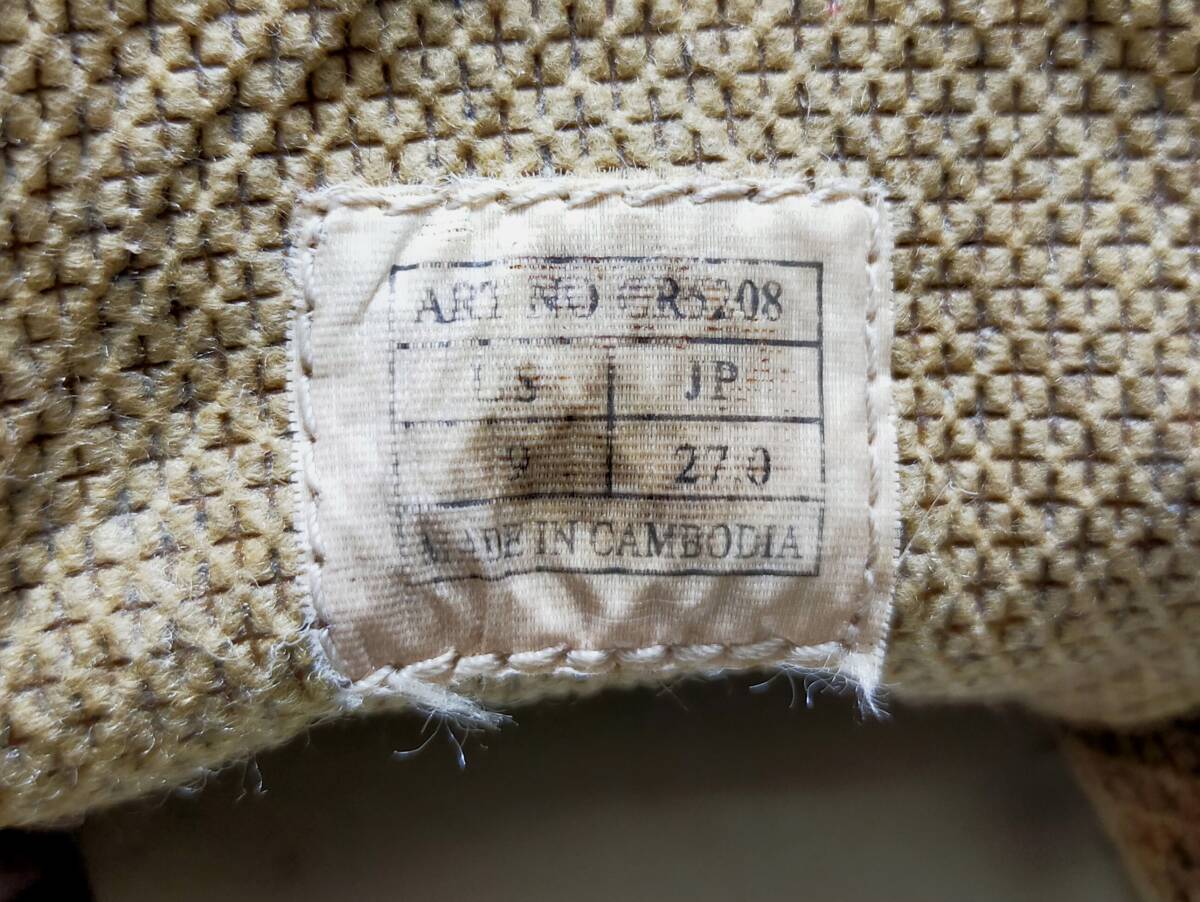 ART NO GR5208
US JP
9 27.0
MADE IN CAMBODIA